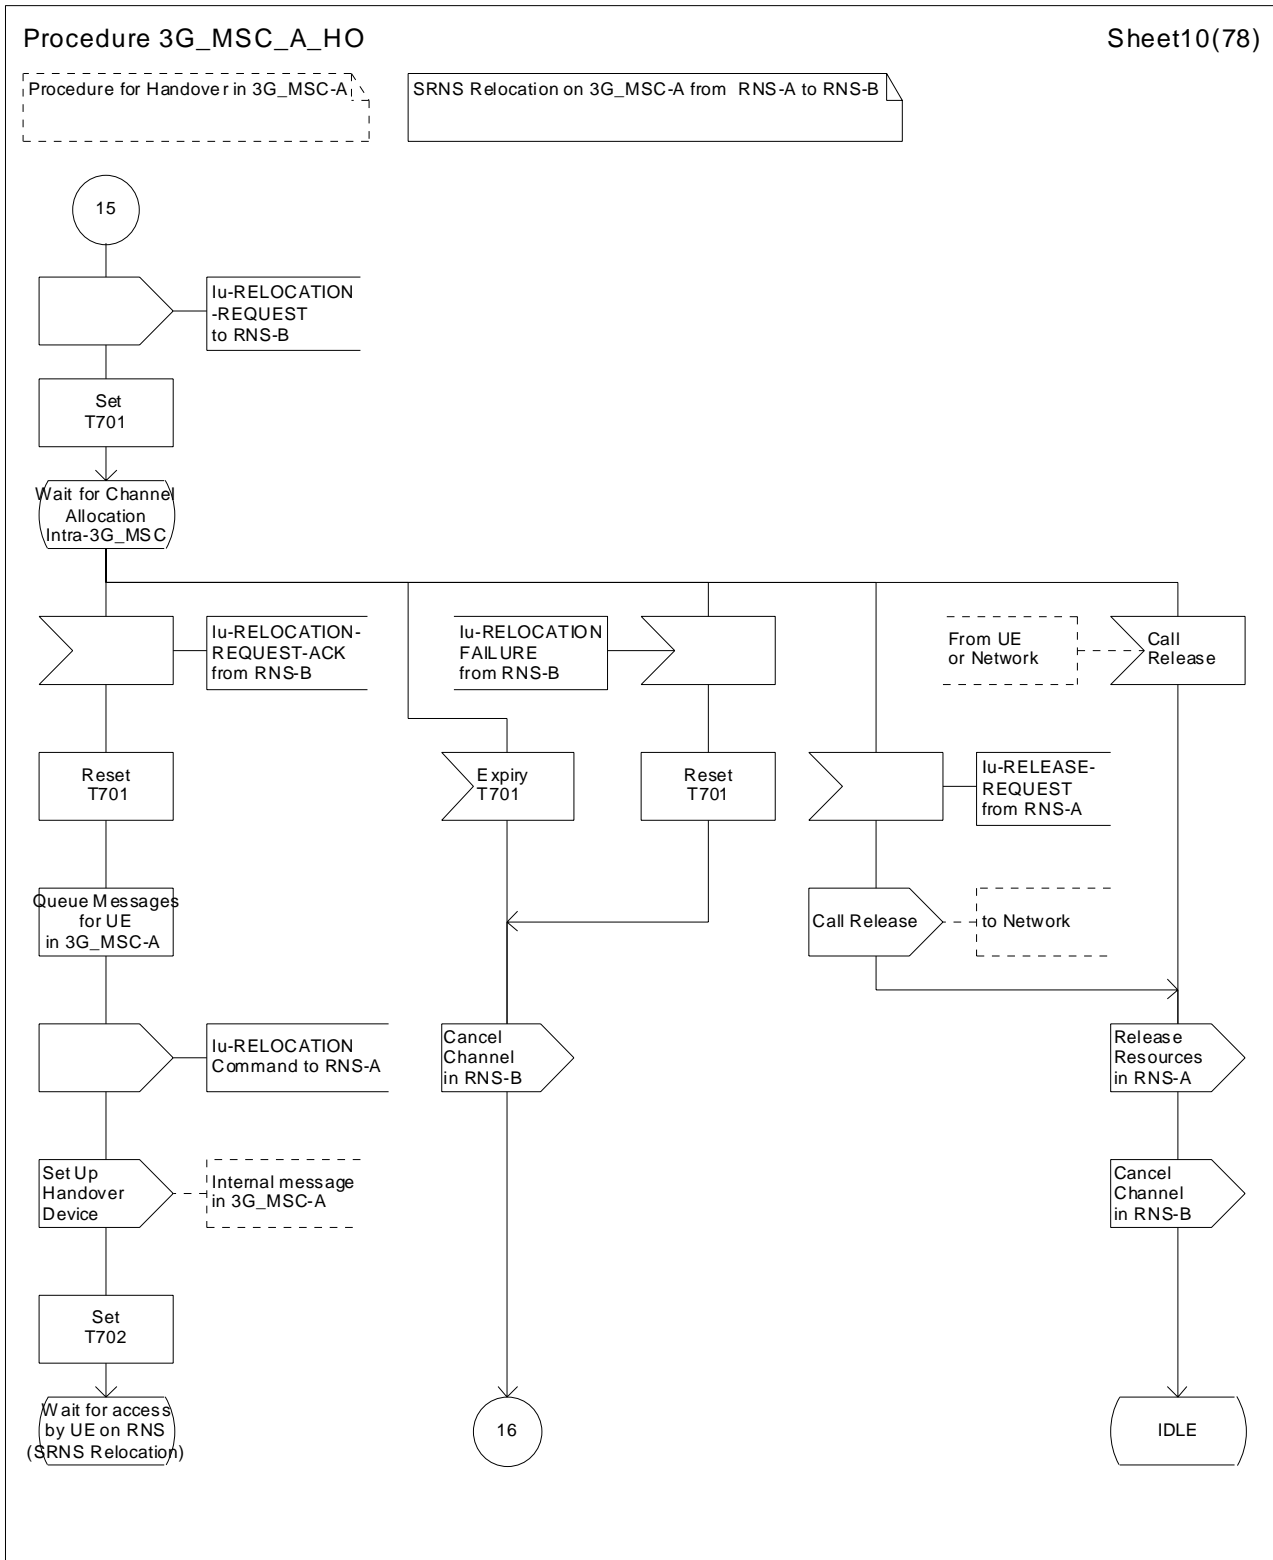 Procedure 3G_MSC_A_HO
Sheet10(78)
Procedure for Handover in 3G_MSC-A
SRNS Relocation on 3G_MSC-A from RNS-A to RNS-B
15
Iu-RELOCATION
-REQUEST
to RNS-B
Set
T701
Wait for Channel
Allocation
Intra-3G_MSC
Iu-RELOCATION-
REQUEST-ACK
from RNS-B
Iu-RELOCATION
FAILURE
from RNS-B
From UE
or Network
Call
Release
Reset
T701
Expiry
T701
Reset
T701
Iu-RELEASE-
REQUEST
from RNS-A
Queue Messages
for UE
in 3G_MSC-A
Call Release
to Network
Iu-RELOCATION
Command to RNS-A
Cancel
Channel
in RNS-B
Release
Resources
in RNS-A
Set Up
Handover
Device
Internal message
in 3G_MSC-A
Cancel
Channel
in RNS-B
Set
T702
Wait for access
by UE on RNS
(SRNS Relocation)
16
IDLE